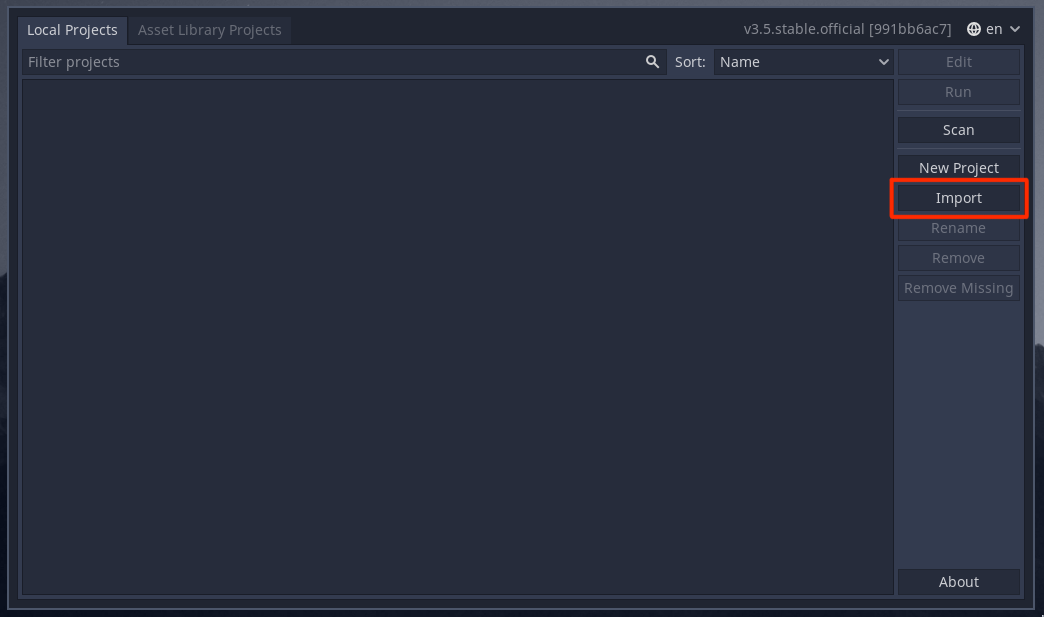 Local Projects Asset Library Projects v3.5.stable.official [991bb6ac7] en
Filter projects Sort: Name Edit
Run
Scan
New Project
Import
Rename
Remove
Remove Missing
About